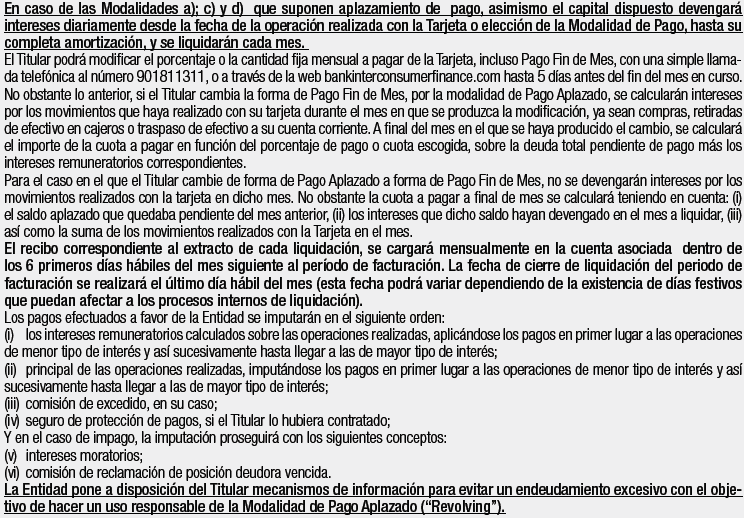 En caso de las Modalidades a); c) y d) que suponen aplazamiento de pago, asimismo el capital dispuesto devengará
intereses diariamente desde la fecha de la operación realizada con la Tarjeta o elección de la Modalidad de Pago, hasta su
completa amortización, y se liquidarán cada mes.
El Titular podrá modificar el porcentaje o la cantidad fija mensual a pagar de la Tarjeta, incluso Pago Fin de Mes, con una simple llama-
da telefónica al número 901811311, o a través de la web bankinterconsumerfinance.com hasta 5 días antes del fin del mes en curso.
No obstante lo anterior, si el Titular cambia la forma de Pago Fin de Mes, por la modalidad de Pago Aplazado, se calcularán intereses
por los movimientos que haya realizado con su tarjeta durante el mes en que se produzca la modificación, ya sean compras, retiradas
de efectivo en cajeros o traspaso de efectivo a su cuenta corriente. A final del mes en el que se haya producido el cambio, se calculará
el importe de la cuota a pagar en función del porcentaje de pago o cuota escogida, sobre la deuda total pendiente de pago más los
intereses remuneratorios correspondientes.
Para el caso en el que el Titular cambie de forma de Pago Aplazado a forma de Pago Fin de Mes, no se devengarán intereses por los
movimientos realizados con la tarjeta en dicho mes. No obstante la cuota a pagar a final de mes se calculará teniendo en cuenta: (i)
el saldo aplazado que quedaba pendiente del mes anterior, (ii) los intereses que dicho saldo hayan devengado en el mes a liquidar, (iii)
así como la suma de los movimientos realizados con la Tarjeta en el mes.
El recibo correspondiente al extracto de cada liquidación, se cargará mensualmente en la cuenta asociada dentro de
los 6 primeros días hábiles del mes siguiente al período de facturación. La fecha de cierre de liquidación del periodo de
facturación se realizará el último día hábil del mes (esta fecha podrá variar dependiendo de la existencia de días festivos
que puedan afectar a los procesos internos de liquidación).
Los pagos efectuados a favor de la Entidad se imputarán en el siguiente orden:
(i) los intereses remuneratorios calculados sobre las operaciones realizadas, aplicándose los pagos en primer lugar a las operaciones
de menor tipo de interés y así sucesivamente hasta llegar a las de mayor tipo de interés;
(ii) principal de las operaciones realizadas, imputándose los pagos en primer lugar a las operaciones de menor tipo de interés y así
sucesivamente hasta llegar a las de mayor tipo de interés;
(iii) comisión de excedido, en su caso;
(iv) seguro de protección de pagos, si el Titular lo hubiera contratado;
Y en el caso de impago, la imputación proseguirá con los siguientes conceptos:
(v) intereses moratorios;
(vi) comisión de reclamación de posición deudora vencida.
La Entidad pone a disposición del Titular mecanismos de información para evitar un endeudamiento excesivo con el obje-
tivo de hacer un uso responsable de la Modalidad de Pago Aplazado (“Revolving”).